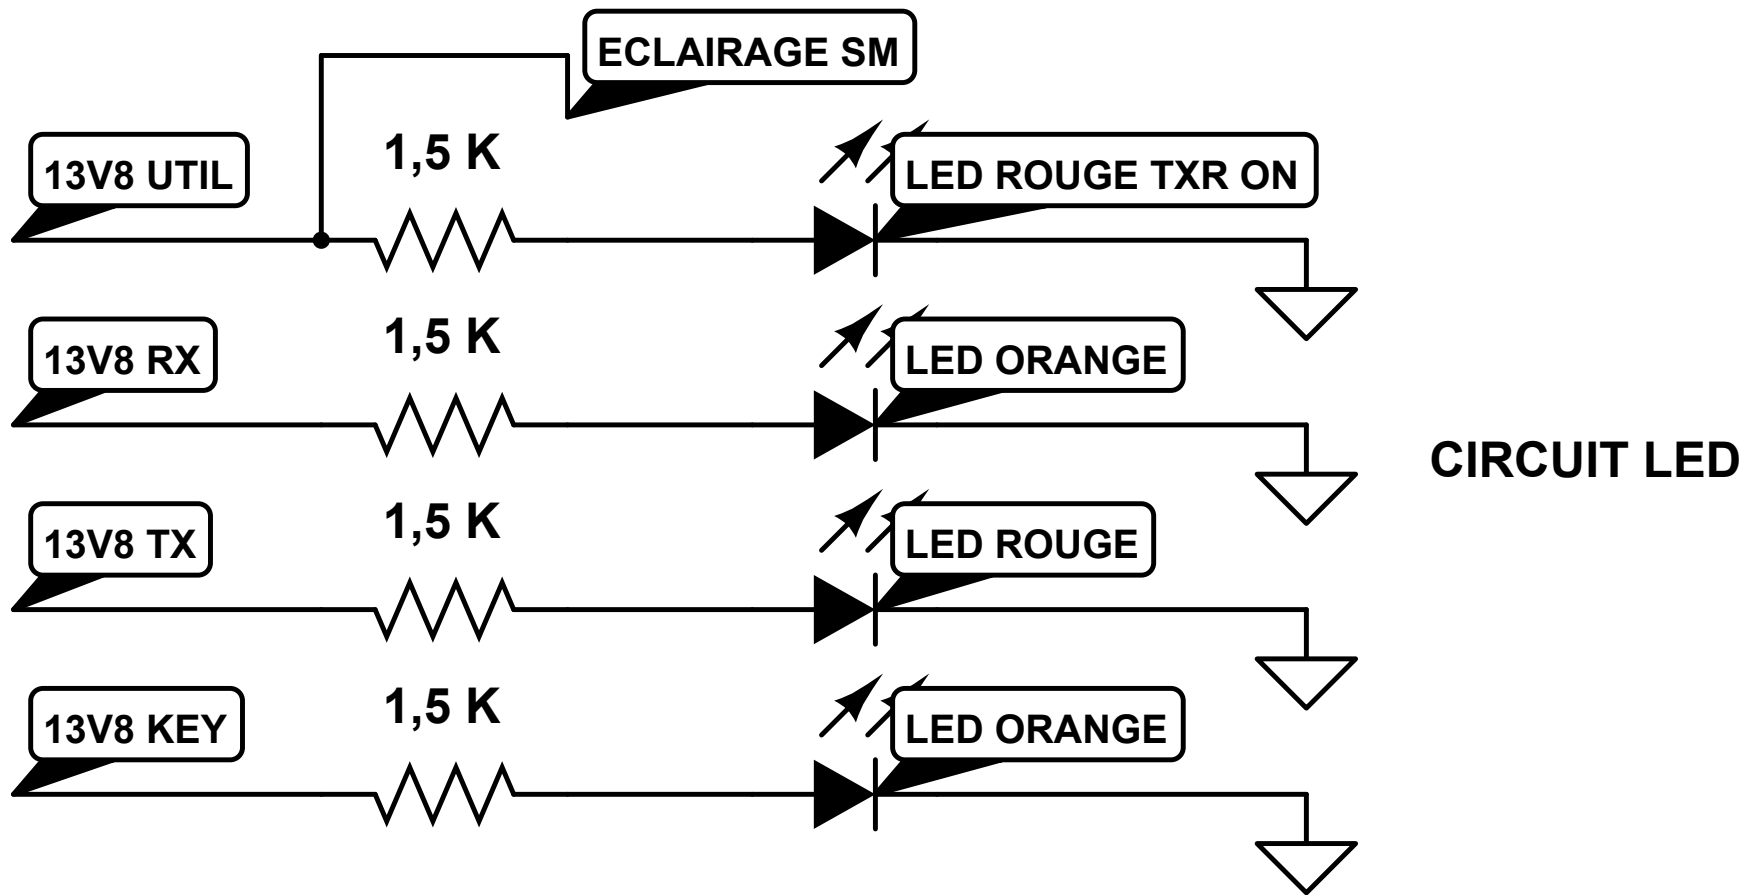 ECLAIRAGE SM
13V8 UTIL
1,5 K
LED ROUGE TXR ON
13V8 RX
1,5 K
LED ORANGE
CIRCUIT LED
13V8 TX
1,5 K
LED ROUGE
13V8 KEY
1,5 K
LED ORANGE